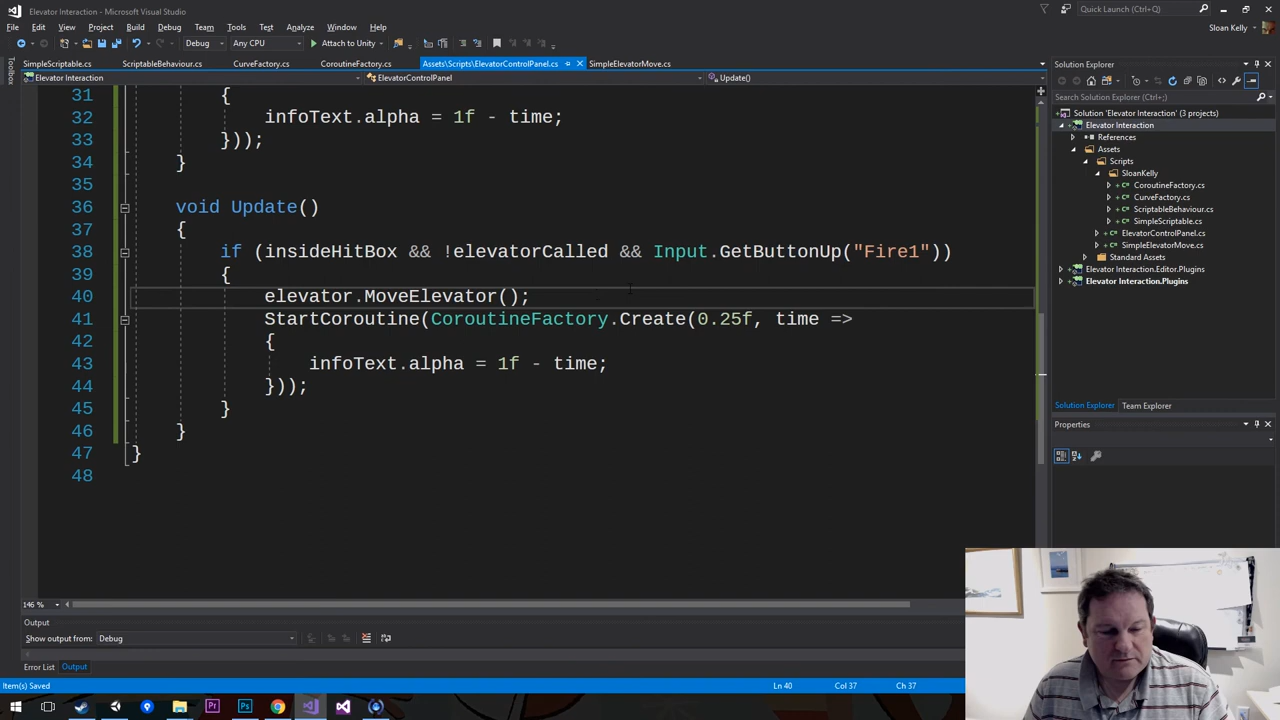 Elevator Interaction - Microsoft Visual Studio
Quick Launch (Ctrl+Q)
File Edit View Project Build Debug Team Tools Test Analyze Window Help
Sloan Kelly
Debug Any CPU Attach to Unity
Toolbox
SimpleScriptable.cs ScriptableBehaviour.cs CurveFactory.cs CoroutineFactory.cs Assets\Scripts\ElevatorControlPanel.cs SimpleElevatorMove.cs
Elevator Interaction ElevatorControlPanel Update()
31 {
32 infoText.alpha = 1f - time;
33 }));
34 }
35
36 void Update()
37 {
38 if (insideHitBox && !elevatorCalled && Input.GetButtonUp("Fire1"))
39 {
40 elevator.MoveElevator();
41 StartCoroutine(CoroutineFactory.Create(0.25f, time =>
42 {
43 infoText.alpha = 1f - time;
44 }));
45 }
46 }
47 }
48
146 %
Output
Show output from: Debug
Error List Output
Item(s) Saved Ln 40 Col 37 Ch 37
Solution Explorer
Search Solution Explorer (Ctrl+;)
Solution 'Elevator Interaction' (3 projects)
Elevator Interaction
References
Assets
Scripts
SloanKelly
CoroutineFactory.cs
CurveFactory.cs
ScriptableBehaviour.cs
SimpleScriptable.cs
ElevatorControlPanel.cs
SimpleElevatorMove.cs
Standard Assets
Elevator Interaction.Editor.Plugins
Elevator Interaction.Plugins
Solution Explorer Team Explorer
Properties
Pr Ps